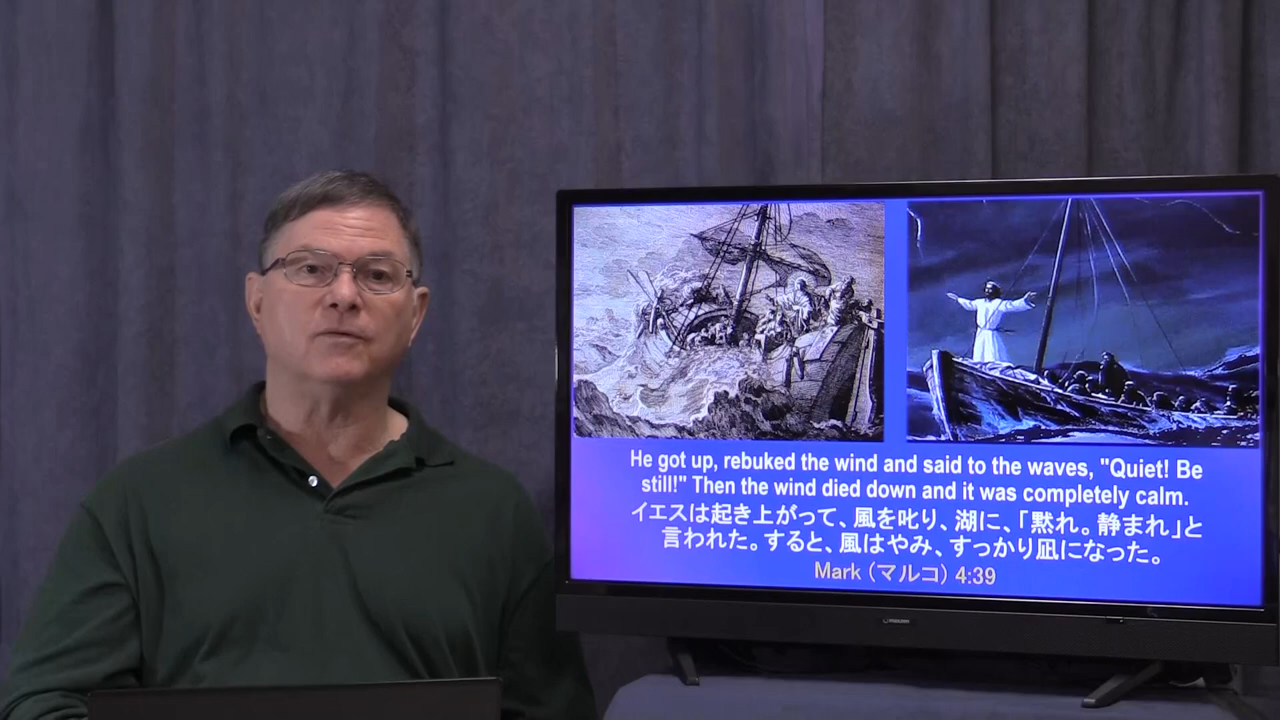 He got up, rebuked the wind and said to the waves, "Quiet! Be
still!" Then the wind died down and it was completely calm.
イエスは起き上がって、風を叱り、湖に、「黙れ。静まれ」と
言われた。すると、風はやみ、すっかり凪になった。
Mark (マルコ) 4:39